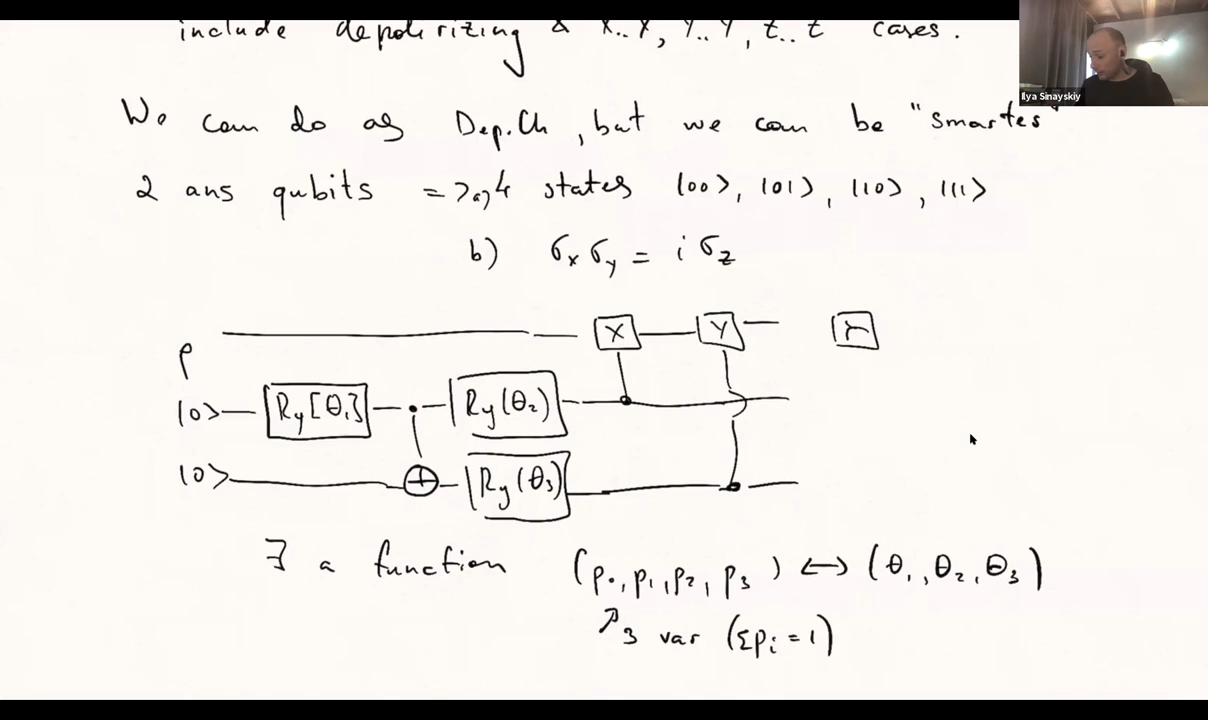 include depolerizing & X..X, Y..Y, Z..Z cases.
Ilya Sinayskiy
We can do as Dep.Ch, but we can be "smartes"
2 ans qubits => a) 4 states |00>, |01>, |10>, |11>
b) σx σy = i σz
X Y
ρ
|0> Ry[θ1] Ry(θ2)
|0> Ry(θ3)
∃ a function (p0, p1, p2, p3) <-> (θ1, θ2, θ3)
3 var (Σpi = 1)